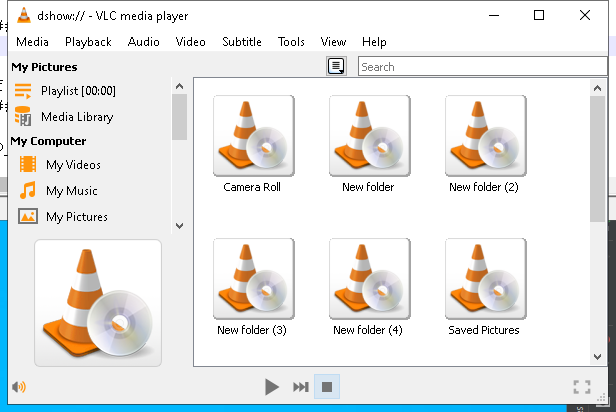 dshow:// - VLC media player
Media Playback Audio Video Subtitle Tools View Help
My Pictures
Search
Playlist [00:00]
Media Library
My Computer
My Videos
My Music
My Pictures
Camera Roll New folder New folder (2)
New folder (3) New folder (4) Saved Pictures